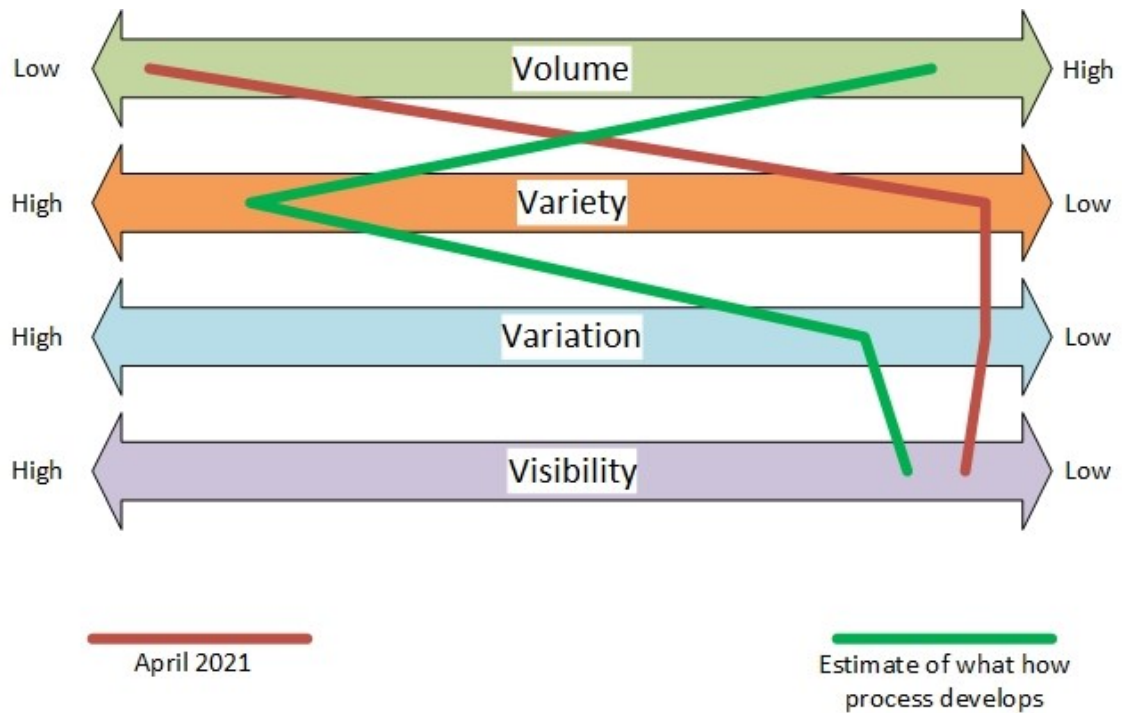 Low Volume High
High Variety Low
High Variation Low
High Visibility Low
April 2021
Estimate of what how
process develops